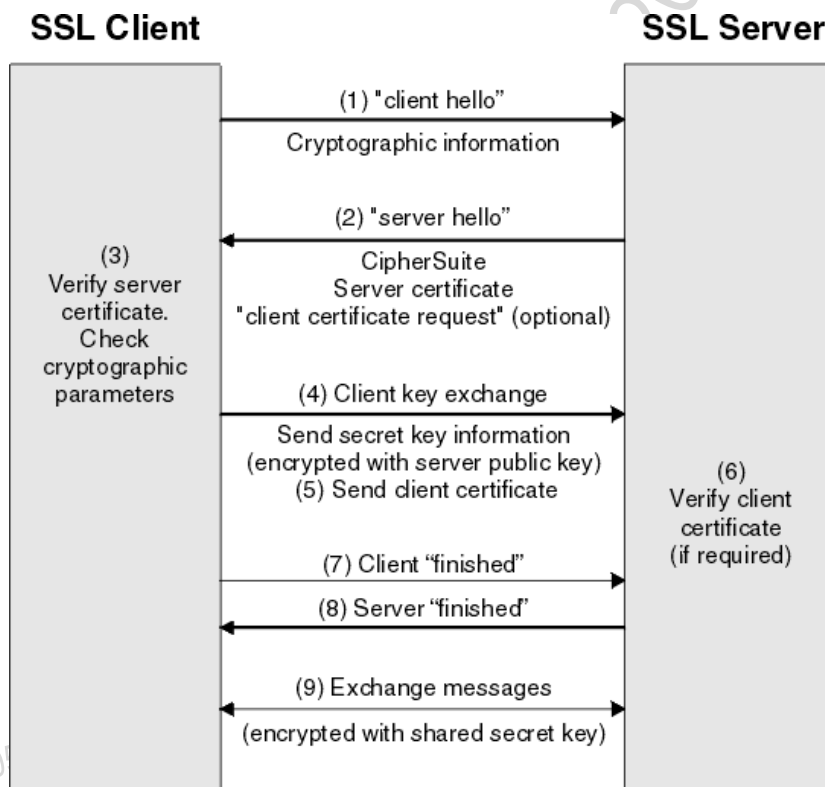 SSL Client
SSL Server
(1) "client hello”
Cryptographic information
(2) "server hello”
CipherSuite
Server certificate
"client certificate request" (optional)
(3)
Verify server
certificate.
Check
cryptographic
parameters
(4) Client key exchange
Send secret key information
(encrypted with server public key)
(5) Send client certificate
(6)
Verify client
certificate
(if required)
(7) Client “finished”
(8) Server “finished”
(9) Exchange messages
(encrypted with shared secret key)